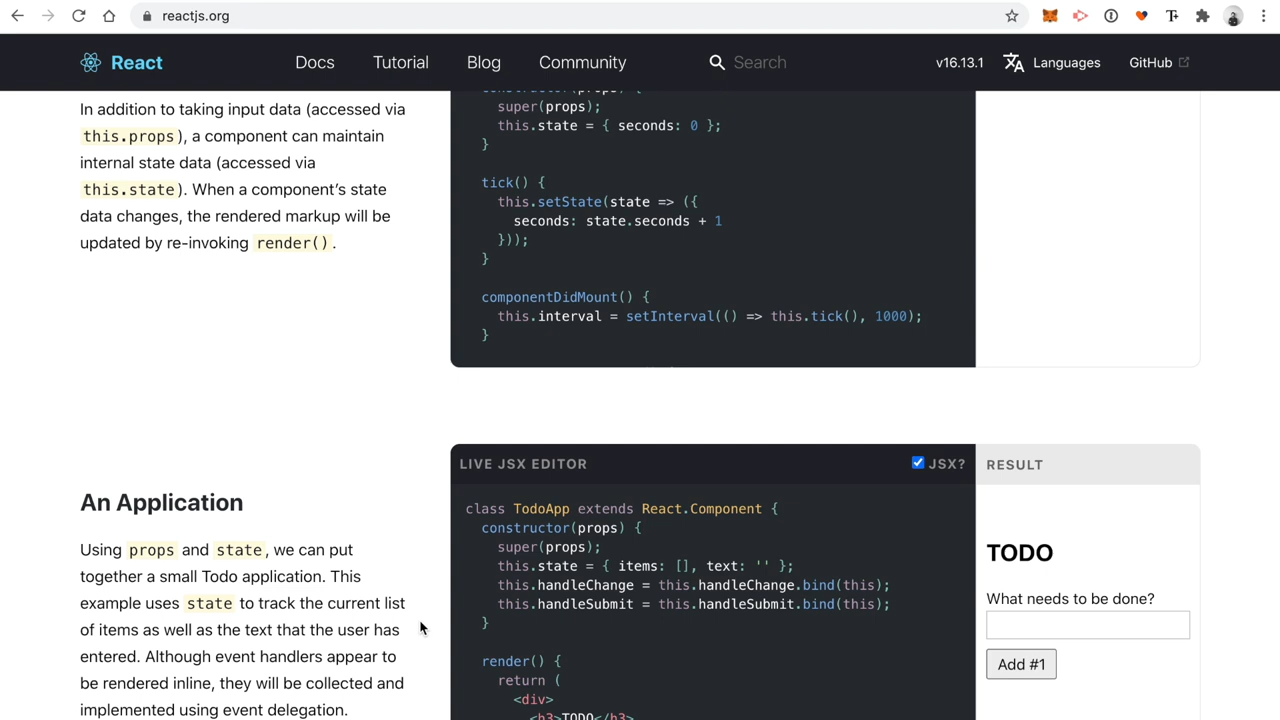 reactjs.org
React
Docs
Tutorial
Blog
Community
Search
v16.13.1
Languages
GitHub
In addition to taking input data (accessed via
this.props), a component can maintain
internal state data (accessed via
this.state). When a component’s state
data changes, the rendered markup will be
updated by re-invoking render().
constructor(props) {
super(props);
this.state = { seconds: 0 };
}
tick() {
this.setState(state => ({
seconds: state.seconds + 1
}));
}
componentDidMount() {
this.interval = setInterval(() => this.tick(), 1000);
}
An Application
Using props and state, we can put
together a small Todo application. This
example uses state to track the current list
of items as well as the text that the user has
entered. Although event handlers appear to
be rendered inline, they will be collected and
implemented using event delegation.
LIVE JSX EDITOR
JSX?
class TodoApp extends React.Component {
constructor(props) {
super(props);
this.state = { items: [], text: '' };
this.handleChange = this.handleChange.bind(this);
this.handleSubmit = this.handleSubmit.bind(this);
}
render() {
return (
<div>
<h3>TODO</h3>
RESULT
TODO
What needs to be done?
Add #1